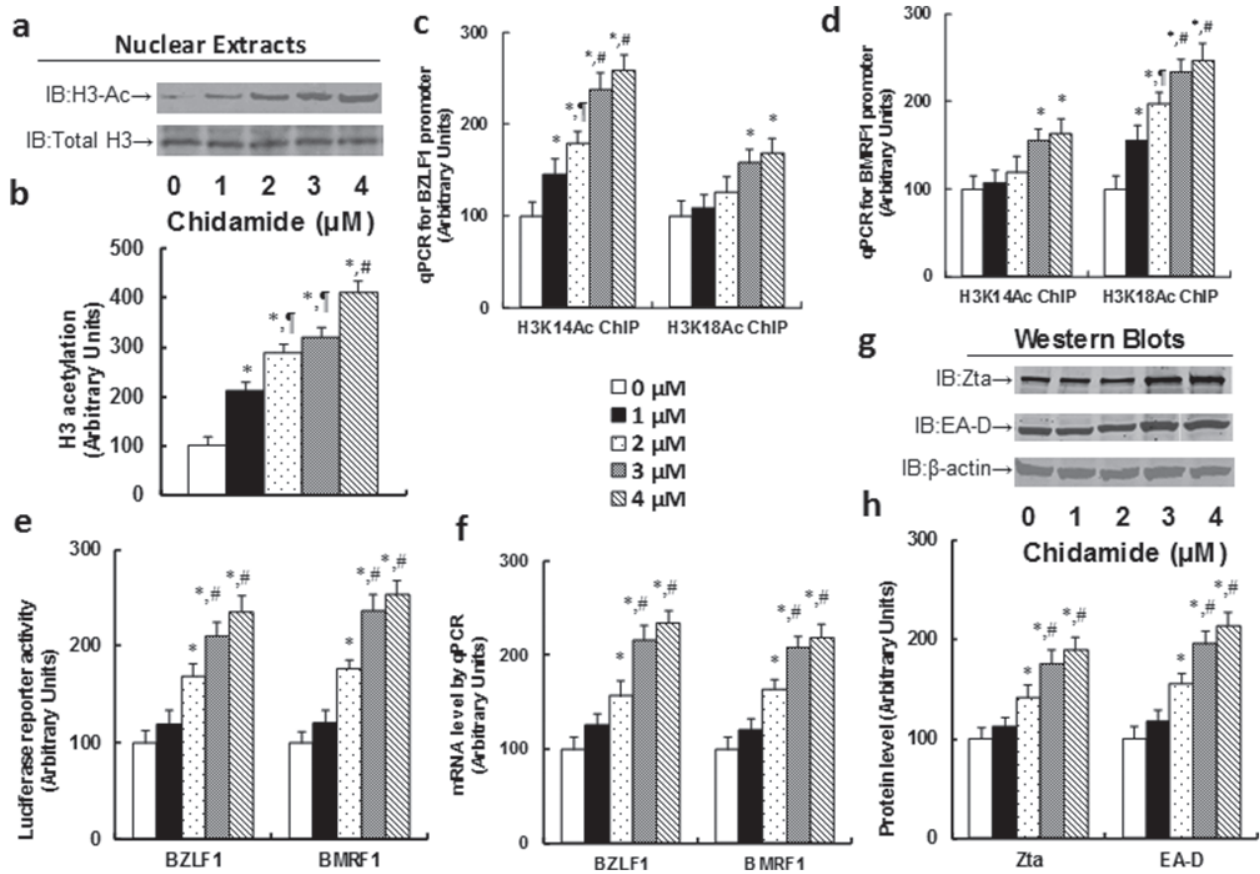 a
Nuclear Extracts
IB:H3-Ac→
IB:Total H3→
0 1 2 3 4
Chidamide (μM)
b
H3 acetylation
(Arbitrary Units)
500
400
300
200
100
0
*
*,¶
*,¶
*,#
c
qPCR for BZLF1 promoter
(Arbitrary Units)
300
200
100
0
*
*,¶
*,#
*,#
*
*
H3K14Ac ChIP
H3K18Ac ChIP
d
qPCR for BMRF1 promoter
(Arbitrary Units)
300
200
100
0
*
*
*
*,¶
*,#
*,#
H3K14Ac ChIP
H3K18Ac ChIP
0 μM
1 μM
2 μM
3 μM
4 μM
e
Luciferase reporter activity
(Arbitrary Units)
300
200
100
0
*
*,#
*,#
*
*,#
*,#
BZLF1
BMRF1
f
mRNA level by qPCR
(Arbitrary Units)
300
200
100
0
*
*,#
*,#
*
*,#
*,#
BZLF1
BMRF1
g
Western Blots
IB:Zta→
IB:EA-D→
IB:β-actin→
0 1 2 3 4
Chidamide (μM)
h
Protein level (Arbitrary Units)
300
200
100
0
*
*,#
*,#
*
*,#
*,#
Zta
EA-D